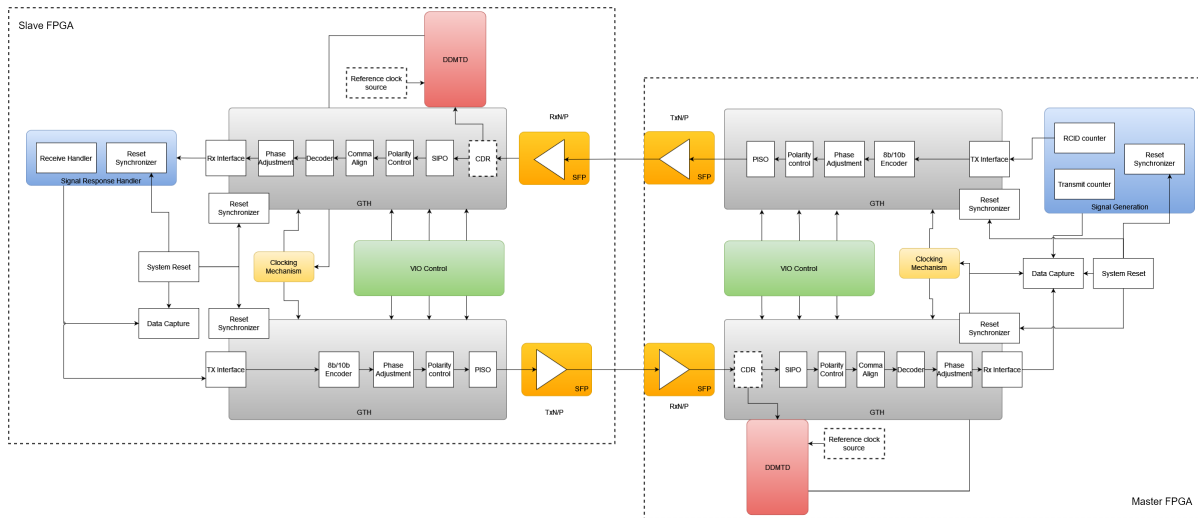 Slave FPGA
DDMTD
Reference clock
source
RxN/P
SFP
Receive Handler
Reset
Synchronizer
Signal Response Handler
Rx Interface
Phase
Adjustment
Decoder
Comma
Align
Polarity
Control
SIPO
CDR
GTH
Reset
Synchronizer
System Reset
Clocking
Mechanism
VIO Control
Data Capture
Reset
Synchronizer
TX Interface
8b/10b
Encoder
Phase
Adjustment
Polarity
control
PISO
GTH
SFP
TxN/P
TxN/P
SFP
PISO
Polarity
control
Phase
Adjustment
8b/10b
Encoder
TX Interface
GTH
RCID counter
Reset
Synchronizer
Transmit counter
Signal Generation
Reset
Synchronizer
VIO Control
Clocking
Mechanism
Data Capture
System Reset
Reset
Synchronizer
SFP
RxN/P
CDR
SIPO
Polarity
Control
Comma
Align
Decoder
Phase
Adjustment
Rx Interface
GTH
DDMTD
Reference clock
source
Master FPGA